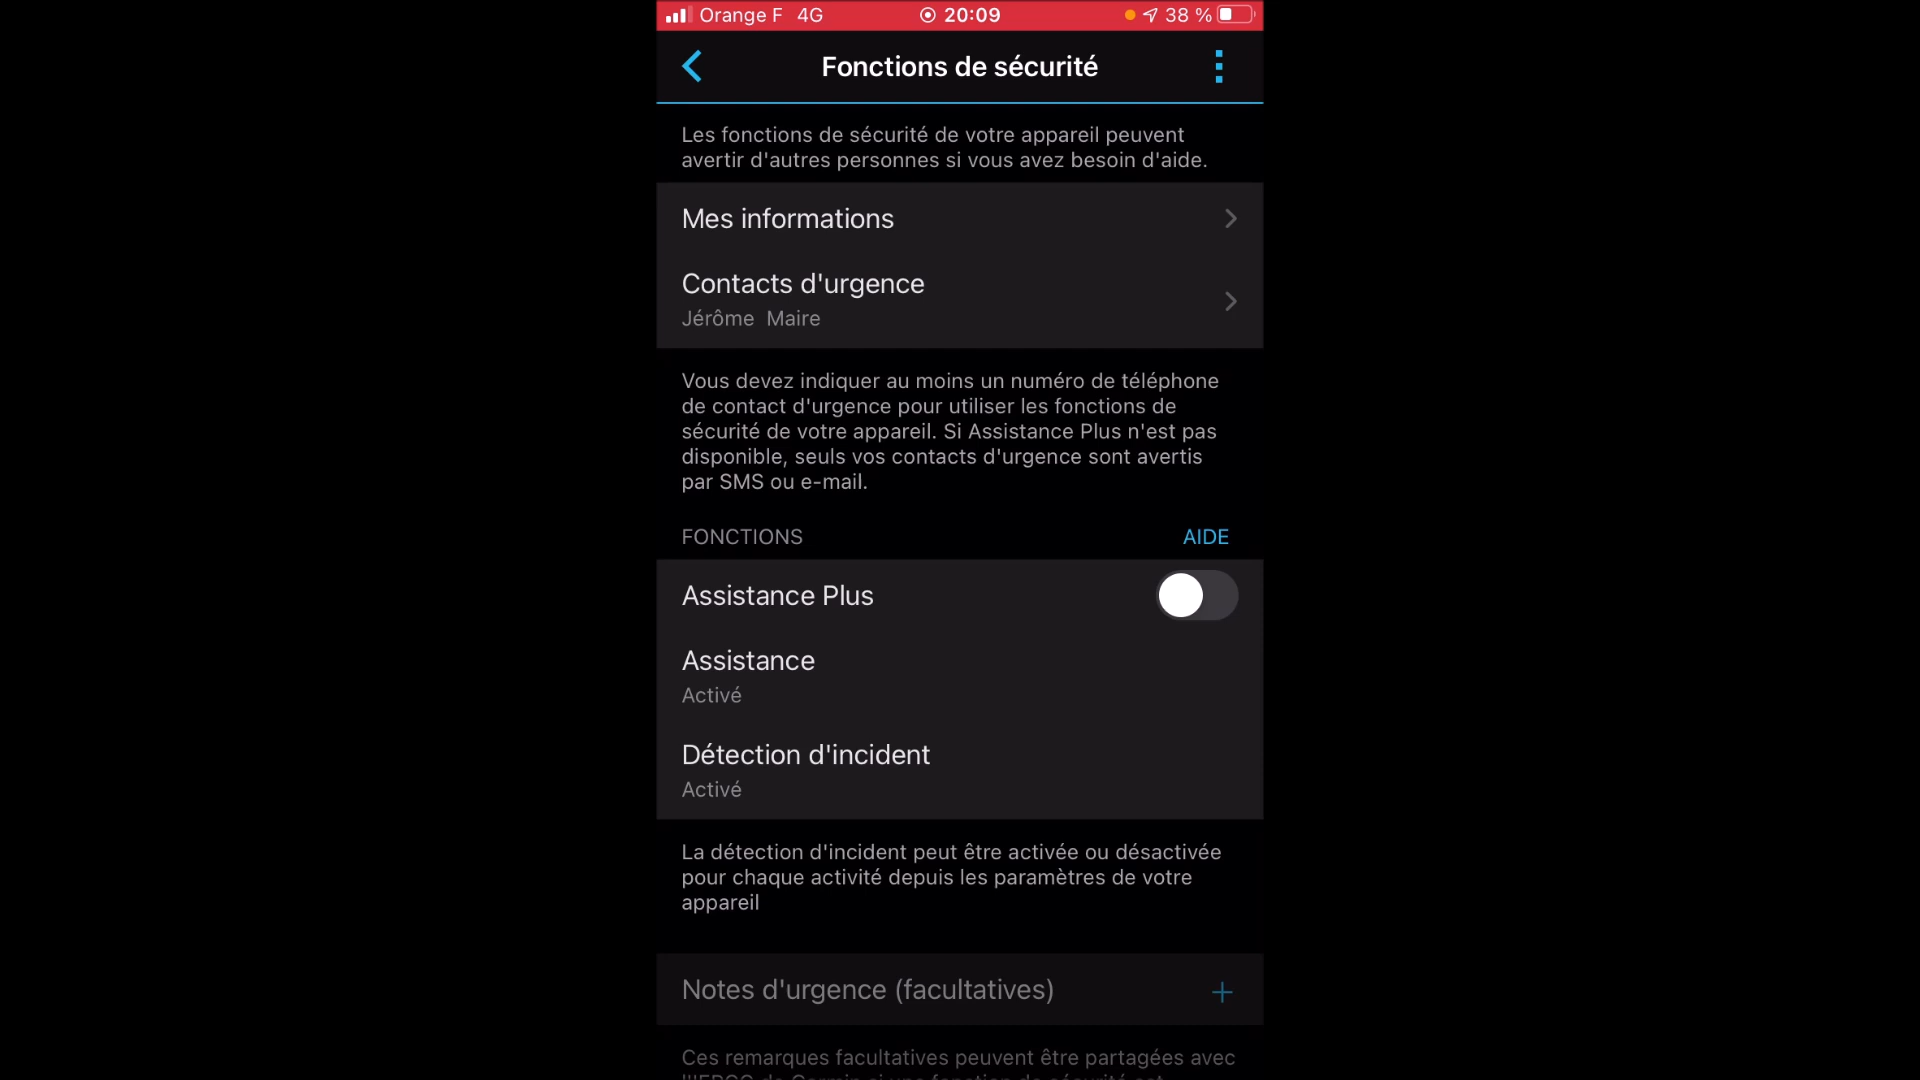 Orange F 4G 20:09 38 %
Fonctions de sécurité
Les fonctions de sécurité de votre appareil peuvent
avertir d'autres personnes si vous avez besoin d'aide.
Mes informations
Contacts d'urgence
Jérôme Maire
Vous devez indiquer au moins un numéro de téléphone
de contact d'urgence pour utiliser les fonctions de
sécurité de votre appareil. Si Assistance Plus n'est pas
disponible, seuls vos contacts d'urgence sont avertis
par SMS ou e-mail.
FONCTIONS AIDE
Assistance Plus
Assistance
Activé
Détection d'incident
Activé
La détection d'incident peut être activée ou désactivée
pour chaque activité depuis les paramètres de votre
appareil
Notes d'urgence (facultatives)
Ces remarques facultatives peuvent être partagées avec